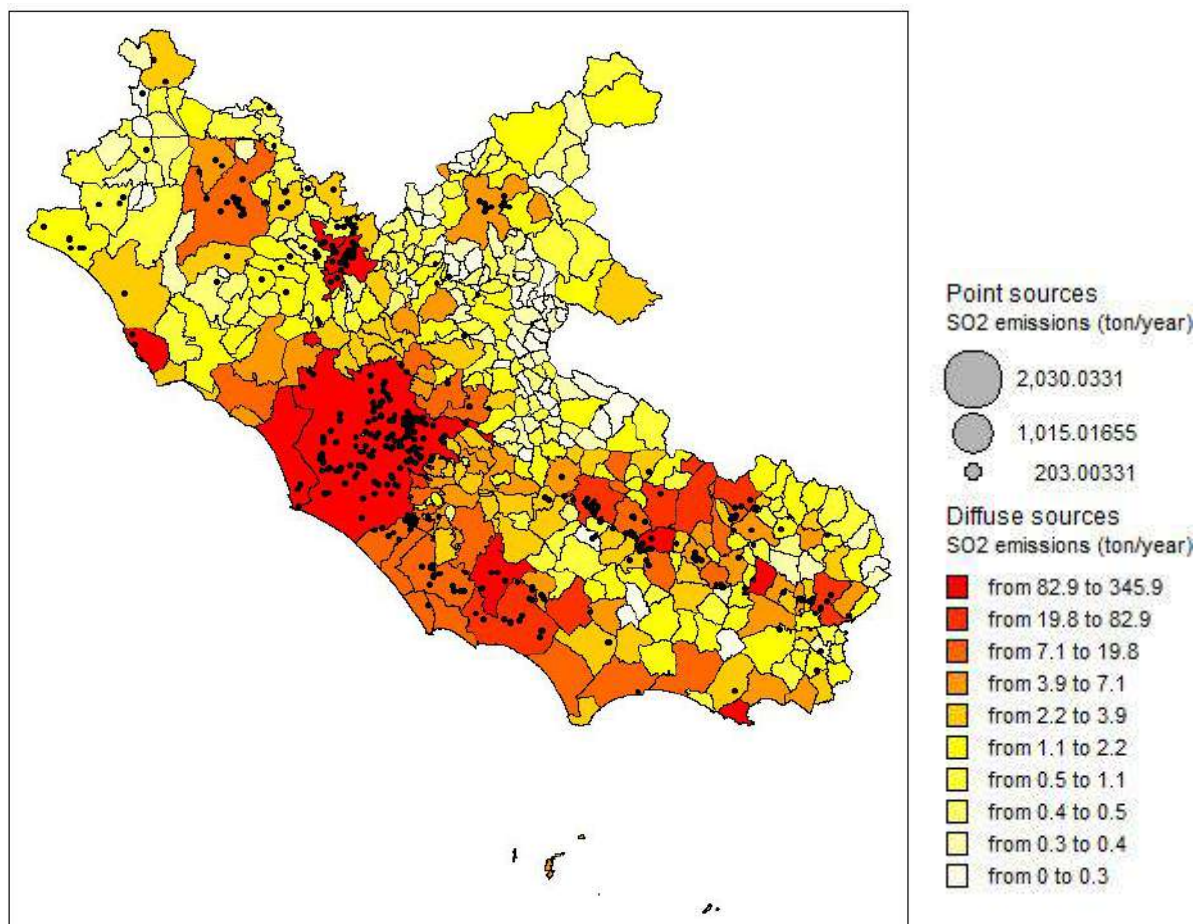 Point sources
SO2 emissions (ton/year)
2,030.0331
1,015.01655
203.00331
Diffuse sources
SO2 emissions (ton/year)
from 82.9 to 345.9
from 19.8 to 82.9
from 7.1 to 19.8
from 3.9 to 7.1
from 2.2 to 3.9
from 1.1 to 2.2
from 0.5 to 1.1
from 0.4 to 0.5
from 0.3 to 0.4
from 0 to 0.3